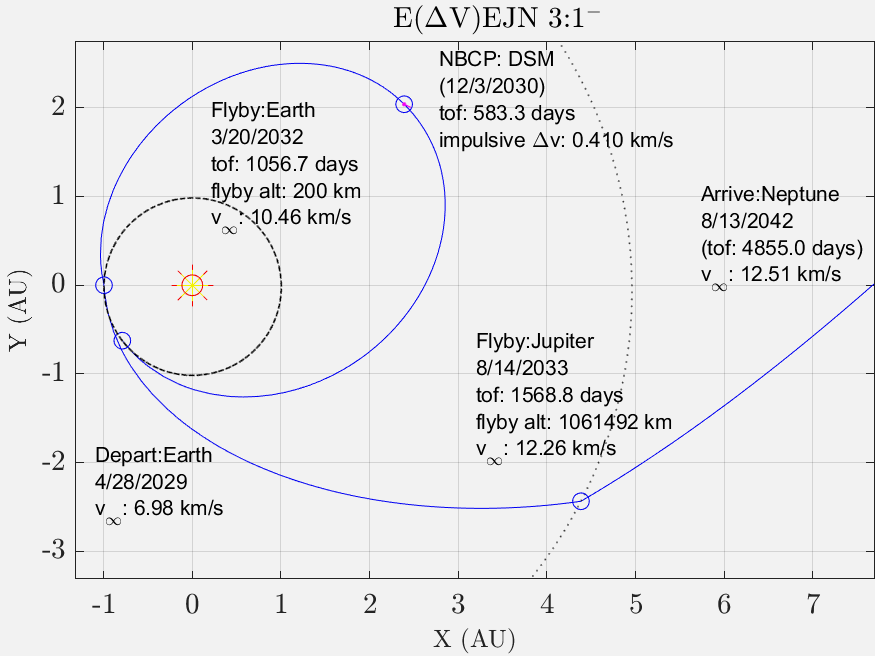 E(ΔV)EJN 3:1⁻
NBCP: DSM
(12/3/2030)
tof: 583.3 days
impulsive Δv: 0.410 km/s
Flyby:Earth
3/20/2032
tof: 1056.7 days
flyby alt: 200 km
v∞: 10.46 km/s
Arrive:Neptune
8/13/2042
(tof: 4855.0 days)
v∞: 12.51 km/s
Flyby:Jupiter
8/14/2033
tof: 1568.8 days
flyby alt: 1061492 km
v∞: 12.26 km/s
Depart:Earth
4/28/2029
v∞: 6.98 km/s
Y (AU)
2
1
0
-1
-2
-3
-1 0 1 2 3 4 5 6 7
X (AU)